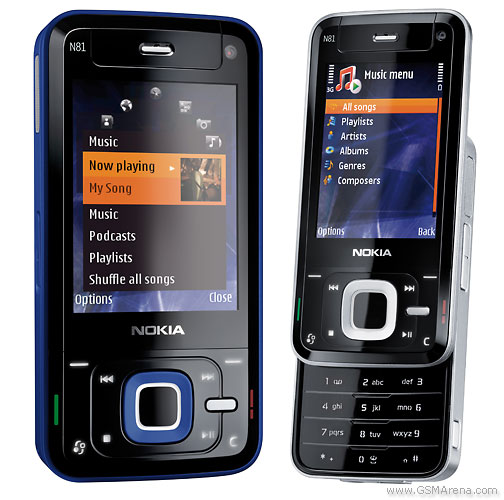 N81
Music
Now playing
My Song
Music
Podcasts
Playlists
Shuffle all songs
Options Close
NOKIA
C
N81
3G
Music menu
All songs
Playlists
Artists
Albums
Genres
Composers
Options Back
NOKIA
C
1 2 abc def 3
4 ghi 5 jkl mno 6
7 pqrs 8 tuv wxyz 9
* + 0 #
www.GSMArena.com